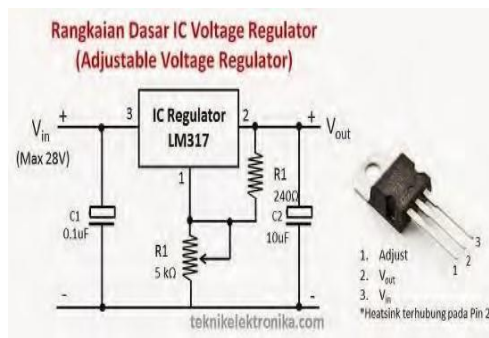 Rangkaian Dasar IC Voltage Regulator
(Adjustable Voltage Regulator)
+
3
IC Regulator
LM317
2
+
Vin
(Max 28V)
Vout
1
R1
240Ω
C1
0.1uF
C2
10uF
R1
5 kΩ
-
-
teknikelektronika.com
3
2
1
1. Adjust
2. Vout
3. Vin
*Heatsink terhubung pada Pin 2